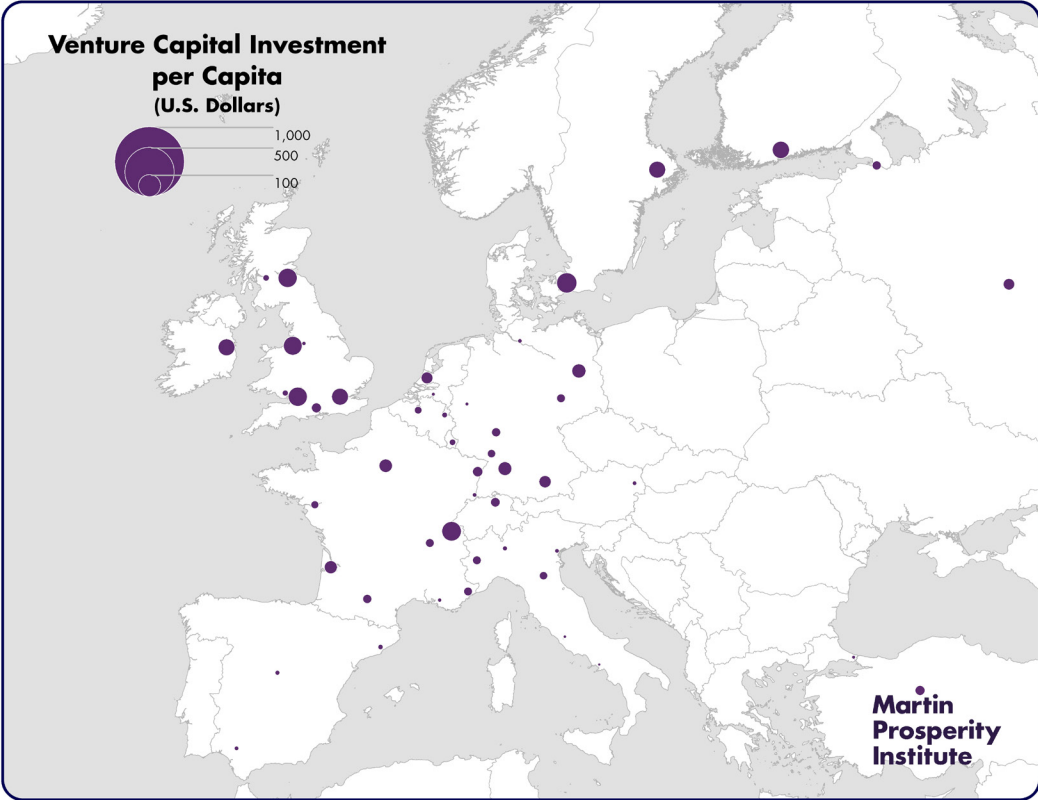 Venture Capital Investment
per Capita
(U.S. Dollars)
1,000
500
100
Martin
Prosperity
Institute